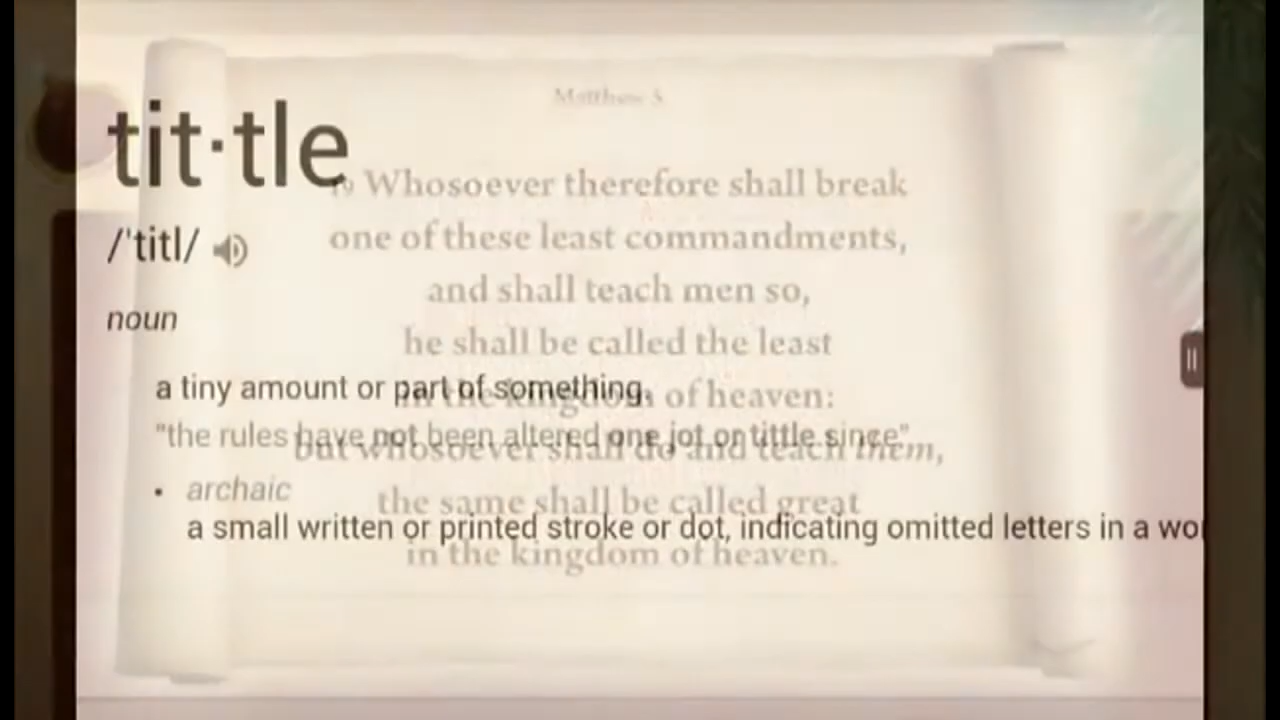 tit·tle
/ˈtitl/
noun
a tiny amount or part of something.
"the rules have not been altered one jot or tittle since"
• archaic
a small written or printed stroke or dot, indicating omitted letters in a wor
Matthew 5
19 Whosoever therefore shall break
one of these least commandments,
and shall teach men so,
he shall be called the least
in the kingdom of heaven:
but whosoever shall do and teach them,
the same shall be called great
in the kingdom of heaven.